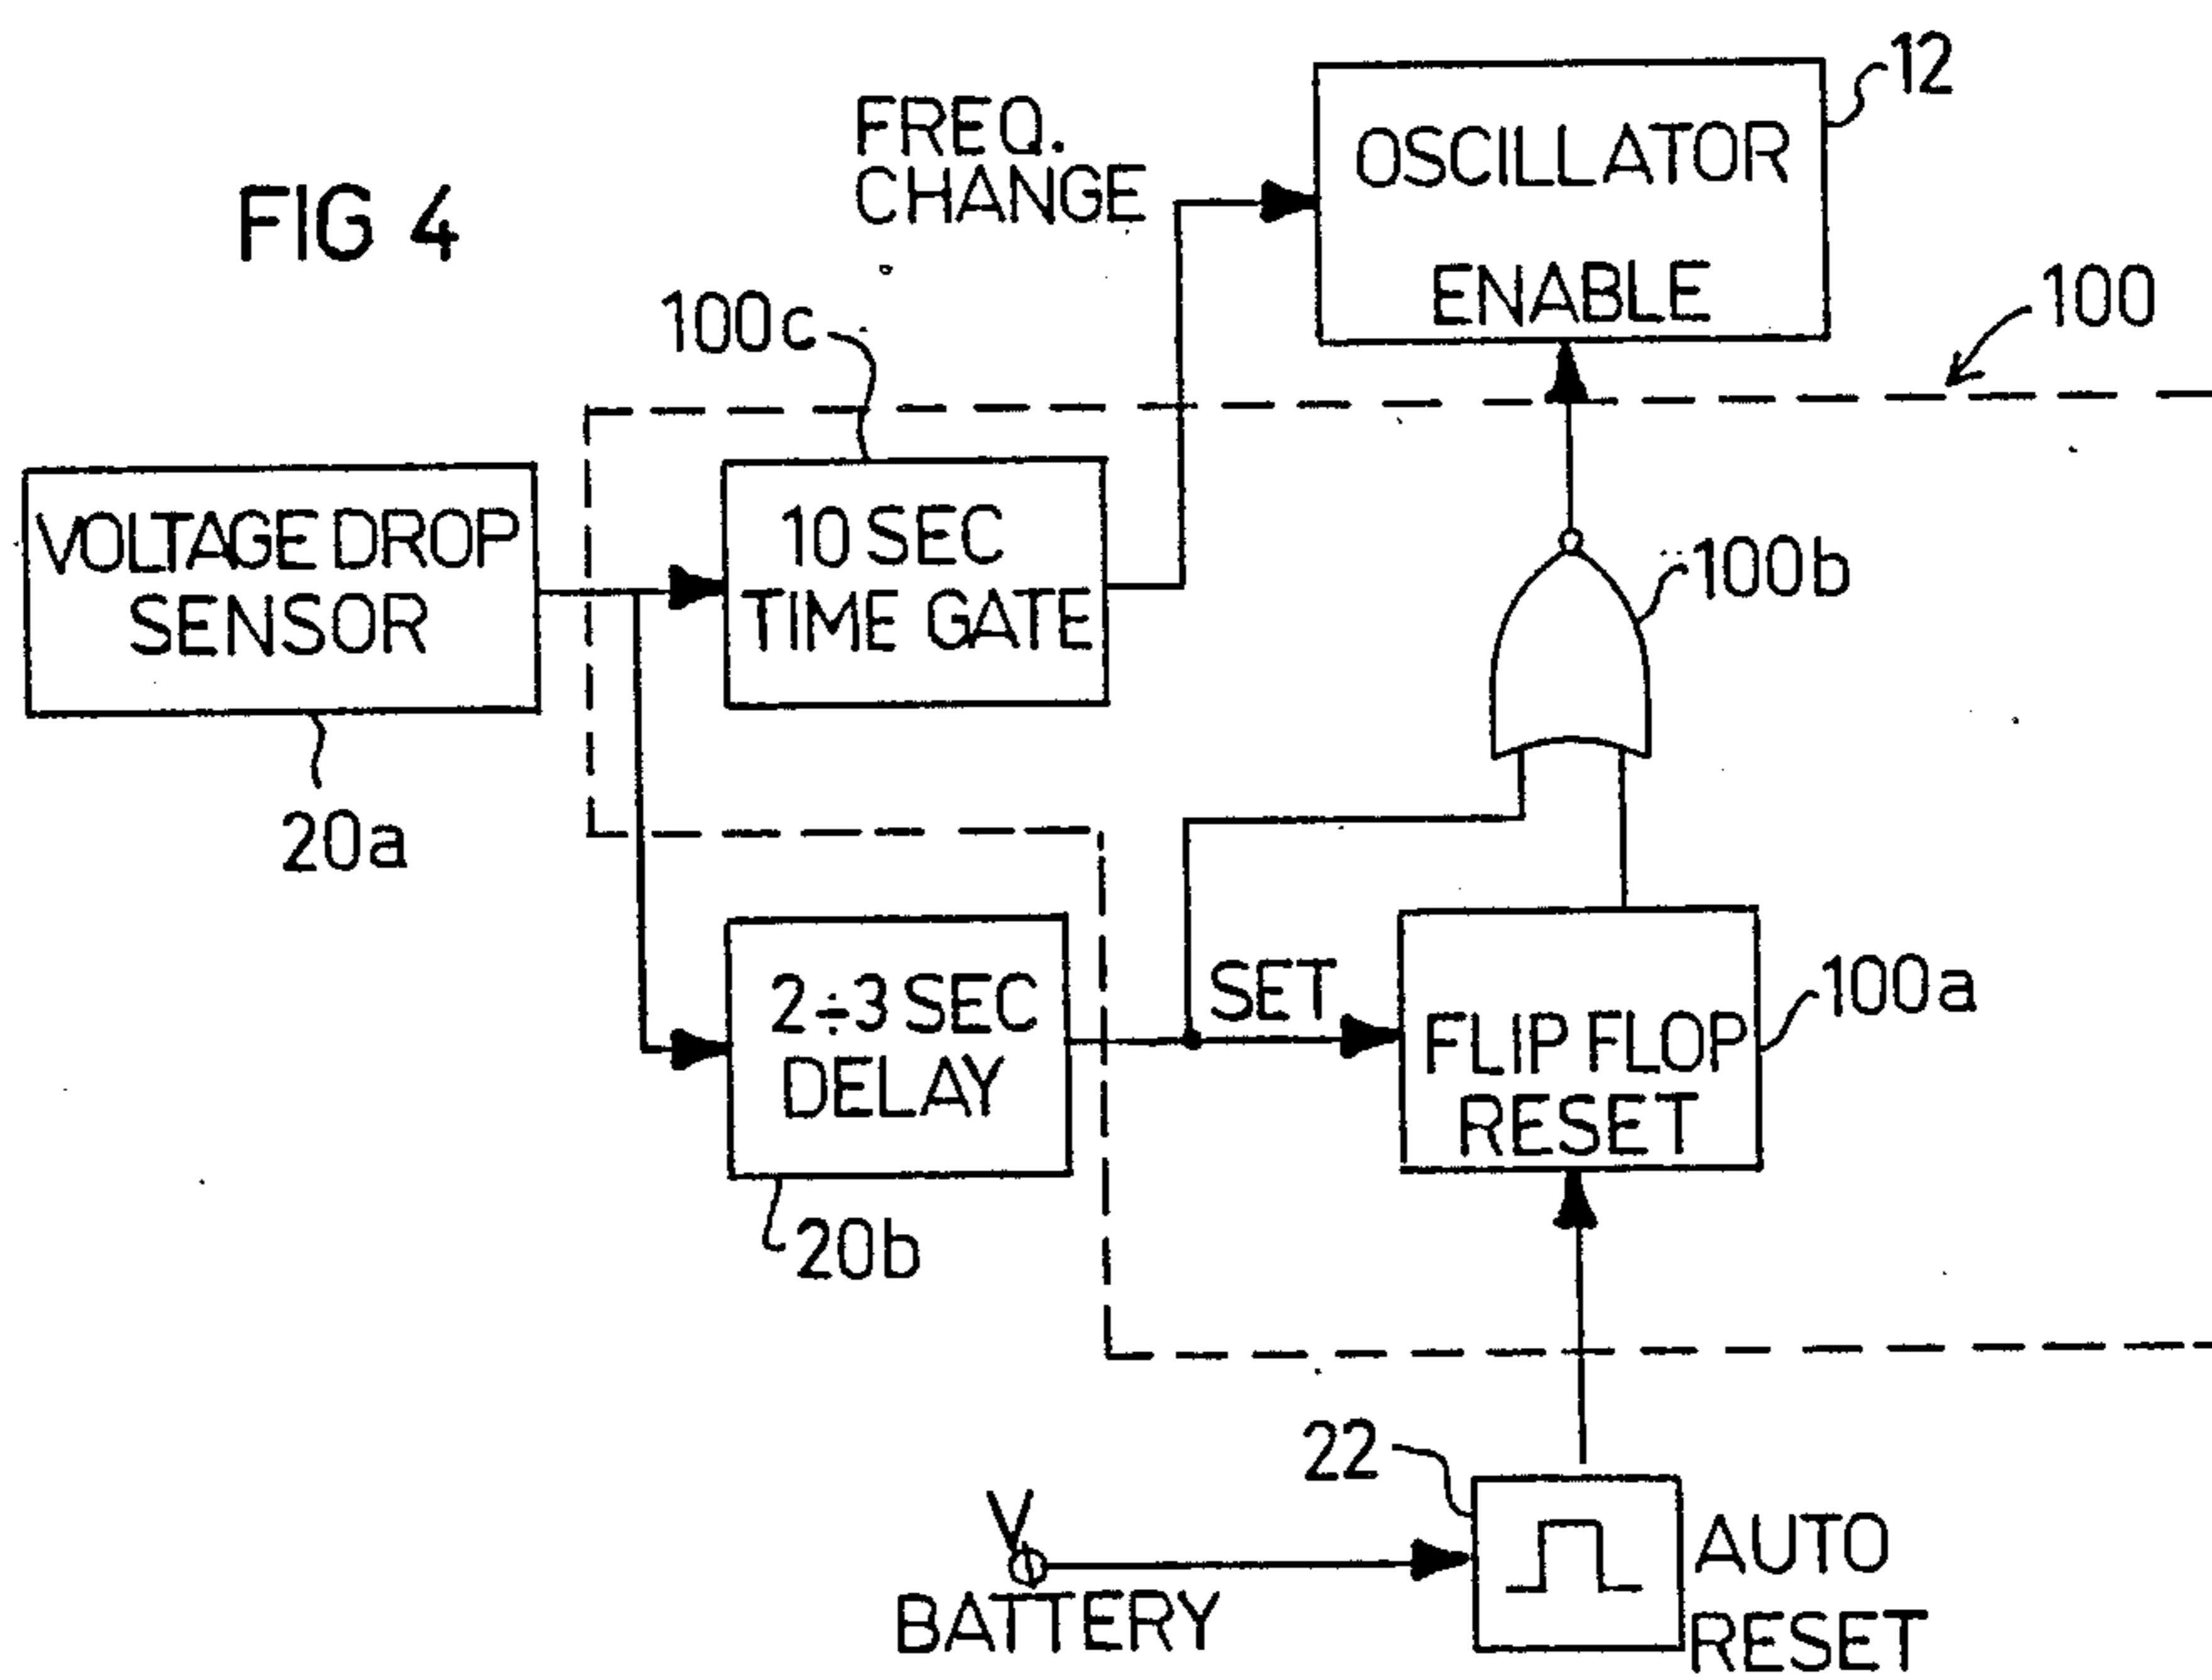 FIG 4
FREQ.
CHANGE
OSCILLATOR
ENABLE
12
100
100c
VOLTAGE DROP
SENSOR
20a
10 SEC
TIME GATE
100b
2÷3 SEC
DELAY
20b
SET
FLIP FLOP
RESET
100a
22
V
BATTERY
AUTO
RESET